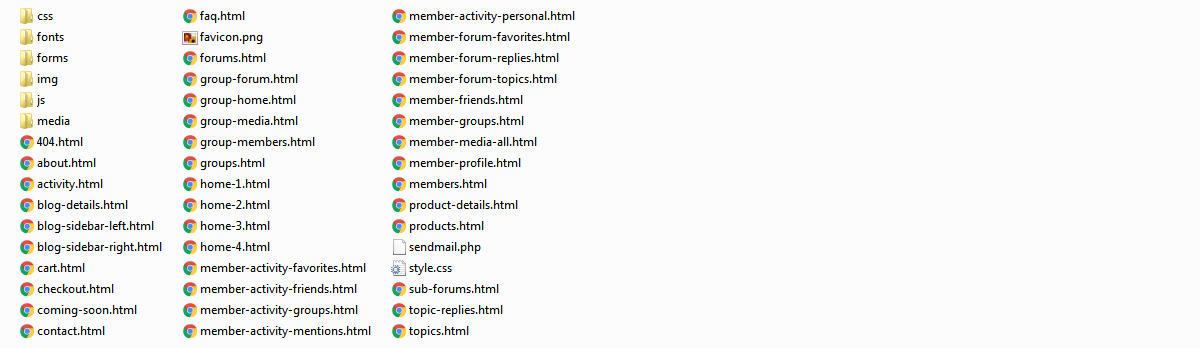 css
fonts
forms
img
js
media
404.html
about.html
activity.html
blog-details.html
blog-sidebar-left.html
blog-sidebar-right.html
cart.html
checkout.html
coming-soon.html
contact.html
faq.html
favicon.png
forums.html
group-forum.html
group-home.html
group-media.html
group-members.html
groups.html
home-1.html
home-2.html
home-3.html
home-4.html
member-activity-favorites.html
member-activity-friends.html
member-activity-groups.html
member-activity-mentions.html
member-activity-personal.html
member-forum-favorites.html
member-forum-replies.html
member-forum-topics.html
member-friends.html
member-groups.html
member-media-all.html
member-profile.html
members.html
product-details.html
products.html
sendmail.php
style.css
sub-forums.html
topic-replies.html
topics.html